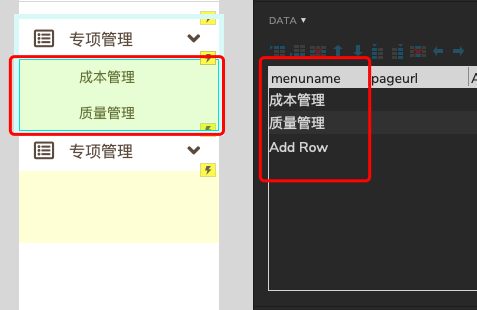 专项管理
成本管理
质量管理
专项管理
DATA
menuname pageurl A
成本管理
质量管理
Add Row